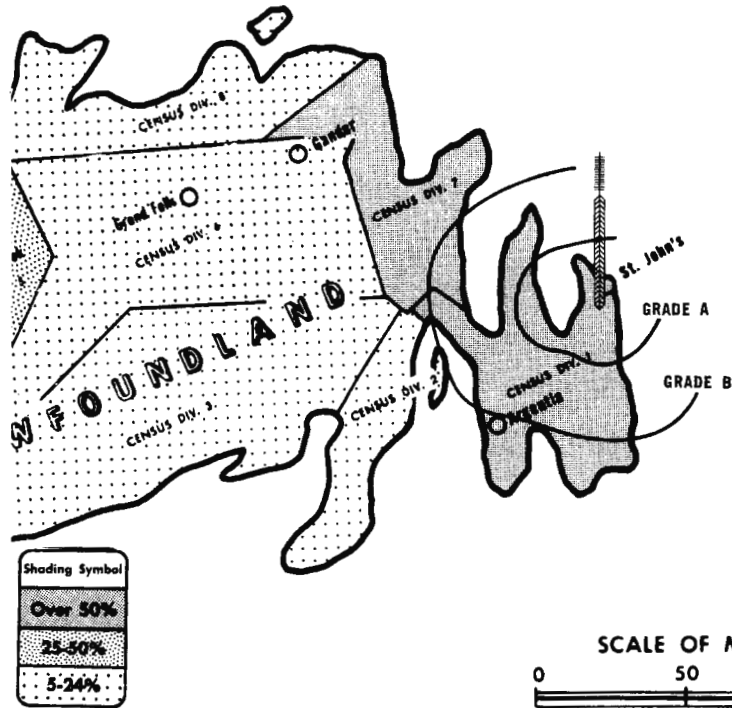 CENSUS DIV. 8
Gander
Grand Falls
CENSUS DIV. 6
CENSUS DIV. 7
St. John's
GRADE A
GRADE B
NFOUNDLAND
CENSUS DIV. 1
CENSUS DIV. 2
CENSUS DIV. 3
Argentia
Shading Symbol
Over 50%
25-50%
5-24%
SCALE OF
0 50